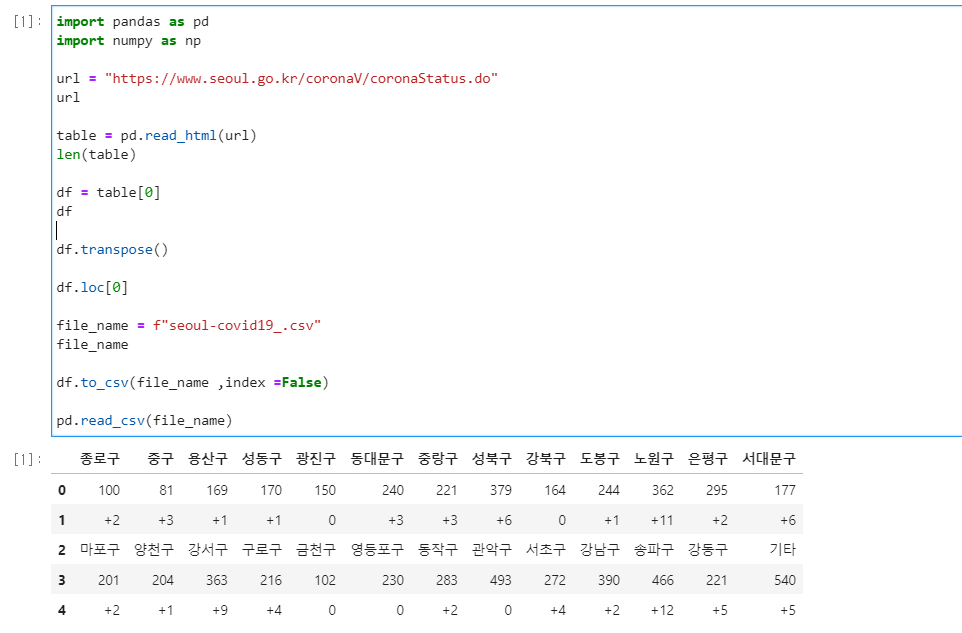 [1]: import pandas as pd
import numpy as np
url = "https://www.seoul.go.kr/coronaV/coronaStatus.do"
url
table = pd.read_html(url)
len(table)
df = table[0]
df
df.transpose()
df.loc[0]
file_name = f"seoul-covid19_.csv"
file_name
df.to_csv(file_name ,index =False)
pd.read_csv(file_name)
[1]: 종로구 중구 용산구 성동구 광진구 동대문구 중랑구 성북구 강북구 도봉구 노원구 은평구 서대문구
0 100 81 169 170 150 240 221 379 164 244 362 295 177
1 +2 +3 +1 +1 0 +3 +3 +6 0 +1 +11 +2 +6
2 마포구 양천구 강서구 구로구 금천구 영등포구 동작구 관악구 서초구 강남구 송파구 강동구 기타
3 201 204 363 216 102 230 283 493 272 390 466 221 540
4 +2 +1 +9 +4 0 0 +2 0 +4 +2 +12 +5 +5